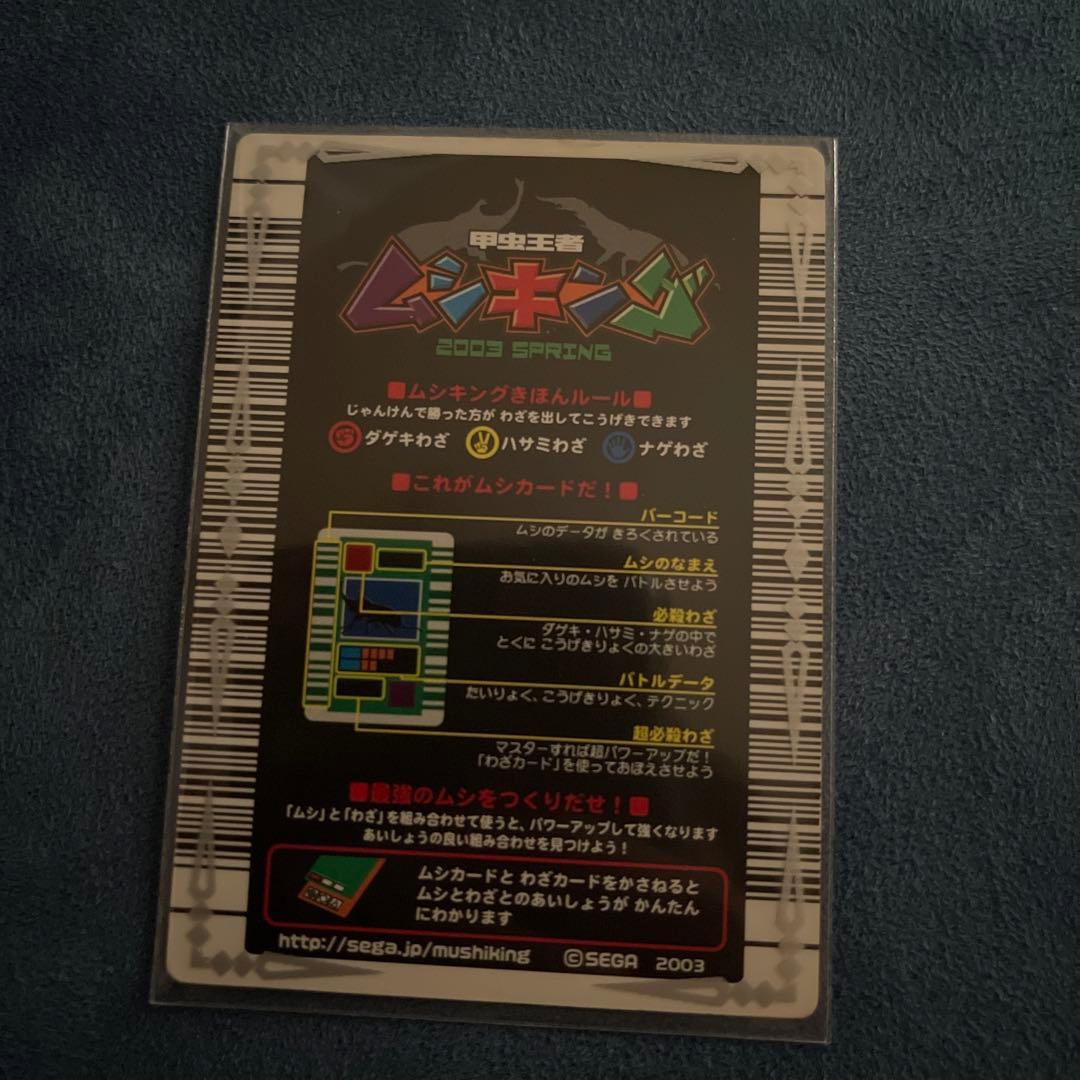 甲虫王者
ムシキング
2003 SPRING
■ムシキングきほんルール■
じゃんけんで勝った方が わざを出してこうげきできます
ダゲキわざ ハサミわざ ナゲわざ
■これがムシカードだ！■
バーコード
ムシのデータが きろくされている
ムシのなまえ
お気に入りのムシを バトルさせよう
必殺わざ
ダゲキ・ハサミ・ナゲの中で
とくに こうげきりょくの大きいわざ
バトルデータ
たいりょく、こうげきりょく、テクニック
超必殺わざ
マスターすれば超パワーアップだ！
「わざカード」を使っておぼえさせよう
■最強のムシをつくりだせ！■
「ムシ」と「わざ」を組み合わせて使うと、パワーアップして強くなります
あいしょうの良い組み合わせを見つけよう！
ムシカードと わざカードをかさねると
ムシとわざとのあいしょうが かんたん
にわかります
http://sega.jp/mushiking ©SEGA 2003